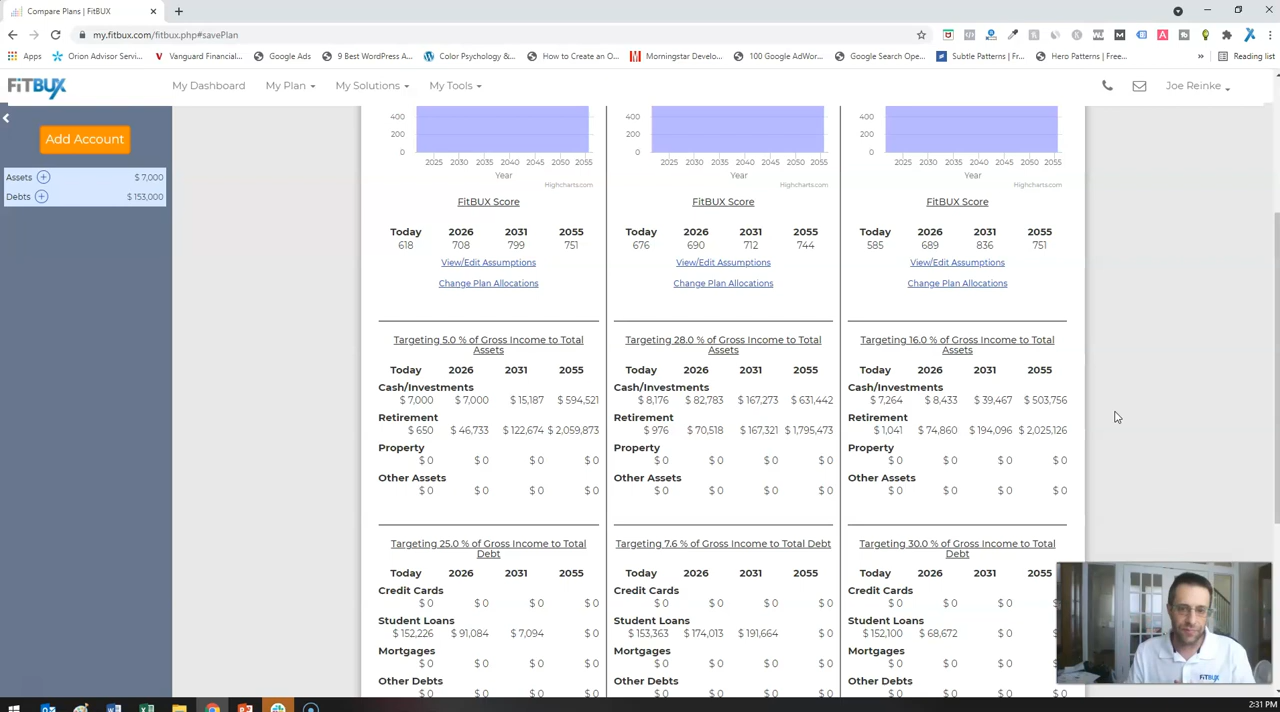 Compare Plans | FitBUX
my.fitbux.com/fitbux.php#savePlan
Apps Orion Advisor Servi... Vanguard Financial... Google Ads 9 Best WordPress A... Color Psychology &... How to Create an O... Morningstar Develo... 100 Google AdWor... Google Search Ope... Subtle Patterns | Fr... Hero Patterns | Free... » Reading list
FITBUX My Dashboard My Plan My Solutions My Tools Joe Reinke
Add Account
Assets $ 7,000
Debts $ 153,000
400 400 400
200 200 200
0 0 0
2025 2030 2035 2040 2045 2050 2055 2025 2030 2035 2040 2045 2050 2055 2025 2030 2035 2040 2045 2050 2055
Year Year Year
Highcharts.com Highcharts.com Highcharts.com
FitBUX Score FitBUX Score FitBUX Score
Today 2026 2031 2055 Today 2026 2031 2055 Today 2026 2031 2055
618 708 799 751 676 690 712 744 585 689 836 751
View/Edit Assumptions View/Edit Assumptions View/Edit Assumptions
Change Plan Allocations Change Plan Allocations Change Plan Allocations
Targeting 5.0 % of Gross Income to Total Targeting 28.0 % of Gross Income to Total Targeting 16.0 % of Gross Income to Total
Assets Assets Assets
Today 2026 2031 2055 Today 2026 2031 2055 Today 2026 2031 2055
Cash/Investments Cash/Investments Cash/Investments
$ 7,000 $ 7,000 $ 15,187 $ 594,521 $ 8,176 $ 82,783 $ 167,273 $ 631,442 $ 7,264 $ 8,433 $ 39,467 $ 503,756
Retirement Retirement Retirement
$ 650 $ 46,733 $ 122,674 $ 2,059,873 $ 976 $ 70,518 $ 167,321 $ 1,795,473 $ 1,041 $ 74,860 $ 194,096 $ 2,025,126
Property Property Property
$ 0 $ 0 $ 0 $ 0 $ 0 $ 0 $ 0 $ 0 $ 0 $ 0 $ 0 $ 0
Other Assets Other Assets Other Assets
$ 0 $ 0 $ 0 $ 0 $ 0 $ 0 $ 0 $ 0 $ 0 $ 0 $ 0 $ 0
Targeting 25.0 % of Gross Income to Total Targeting 7.6 % of Gross Income to Total Debt Targeting 30.0 % of Gross Income to Total
Debt Debt
Today 2026 2031 2055 Today 2026 2031 2055 Today 2026 2031 2055
Credit Cards Credit Cards Credit Cards
$ 0 $ 0 $ 0 $ 0 $ 0 $ 0 $ 0 $ 0 $ 0 $ 0 $ 0
Student Loans Student Loans Student Loans
$ 152,226 $ 91,084 $ 7,094 $ 0 $ 153,363 $ 174,013 $ 191,664 $ 0 $ 152,100 $ 68,672 $ 0
Mortgages Mortgages Mortgages
$ 0 $ 0 $ 0 $ 0 $ 0 $ 0 $ 0 $ 0 $ 0 $ 0 $ 0
Other Debts Other Debts Other Debts
$ 0 $ 0 $ 0 $ 0 $ 0 $ 0 $ 0 $ 0 $ 0 $ 0 $ 0
FITBUX
2:31 PM